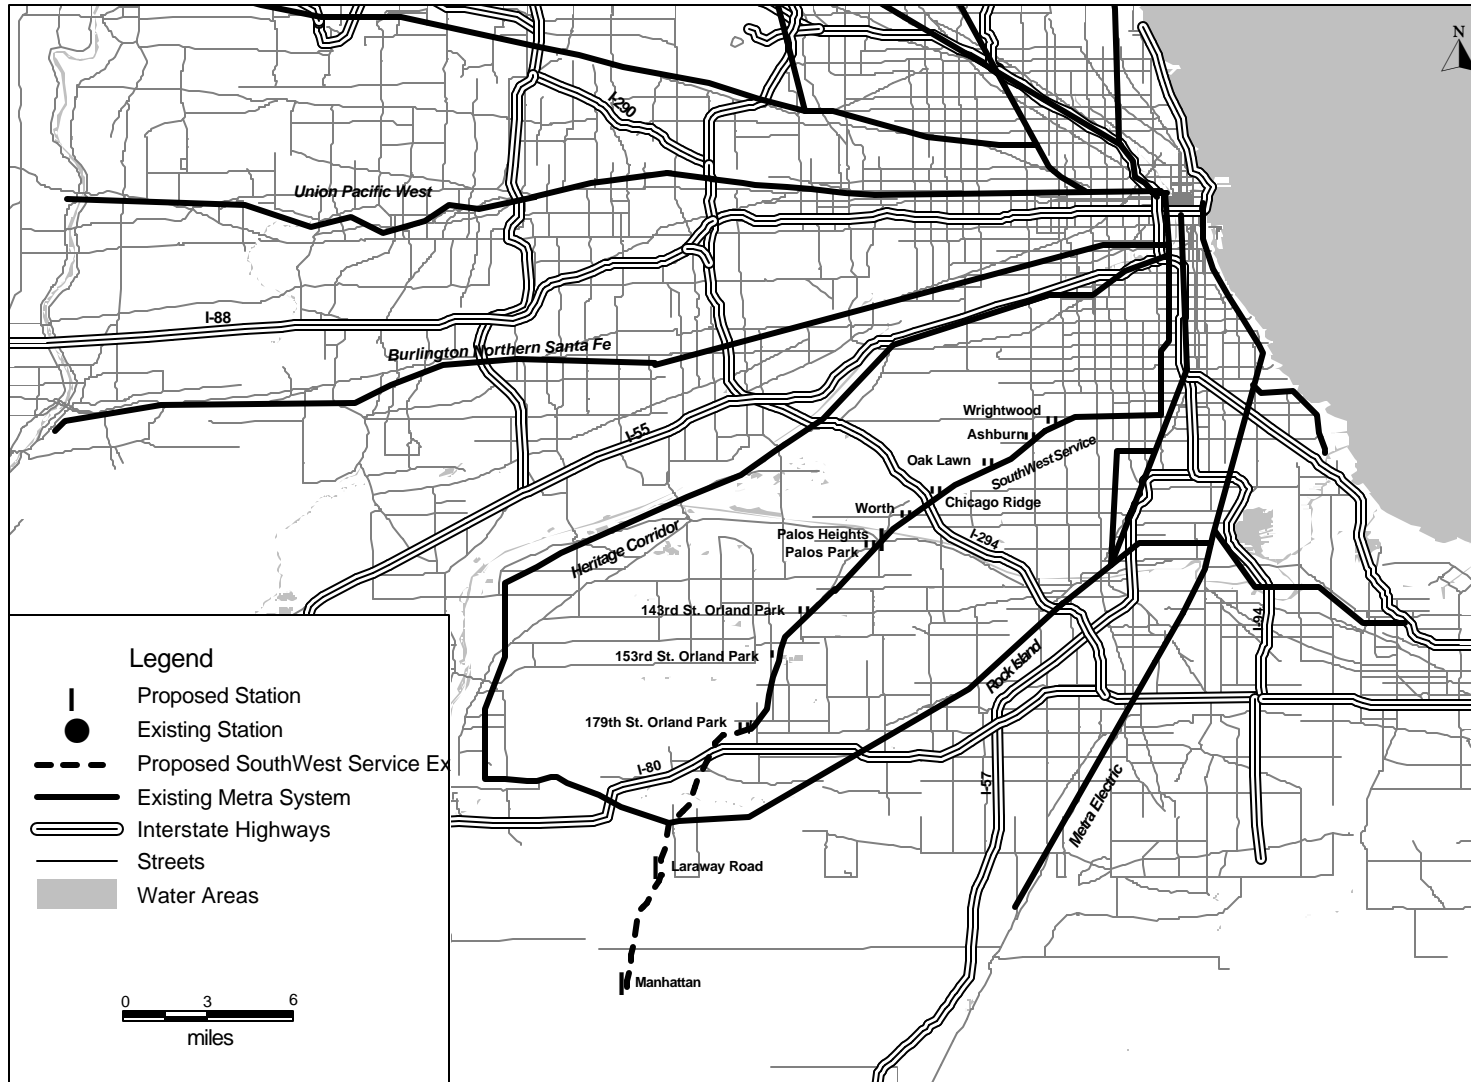 N
I-290
Union Pacific West
I-88
Burlington Northern Santa Fe
I-55
Wrightwood
Ashburn
SouthWest Service
Oak Lawn
Chicago Ridge
Worth
Palos Heights
I-294
Palos Park
Heritage Corridor
143rd St. Orland Park
I-94
153rd St. Orland Park
Rock Island
179th St. Orland Park
I-80
I-57
Metra Electric
Laraway Road
Manhattan
Legend
Proposed Station
Existing Station
Proposed SouthWest Service Ex
Existing Metra System
Interstate Highways
Streets
Water Areas
0 3 6
miles